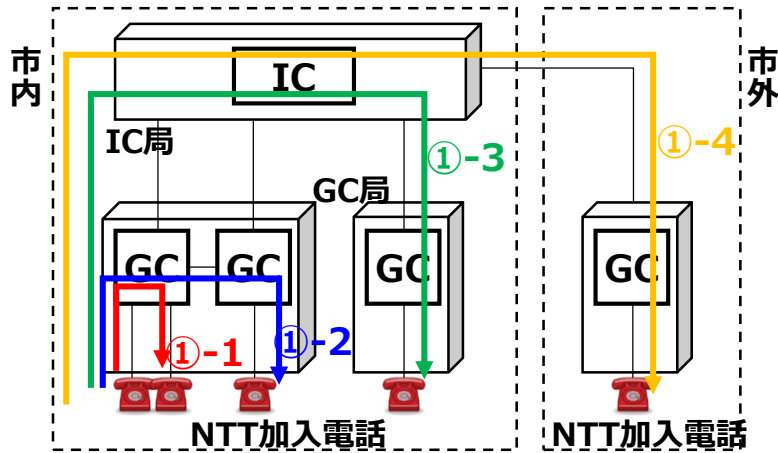 市内
IC
市外
IC局
①-3
①-4
GC局
GC
GC
GC
GC
①-1
①-2
NTT加入電話
NTT加入電話